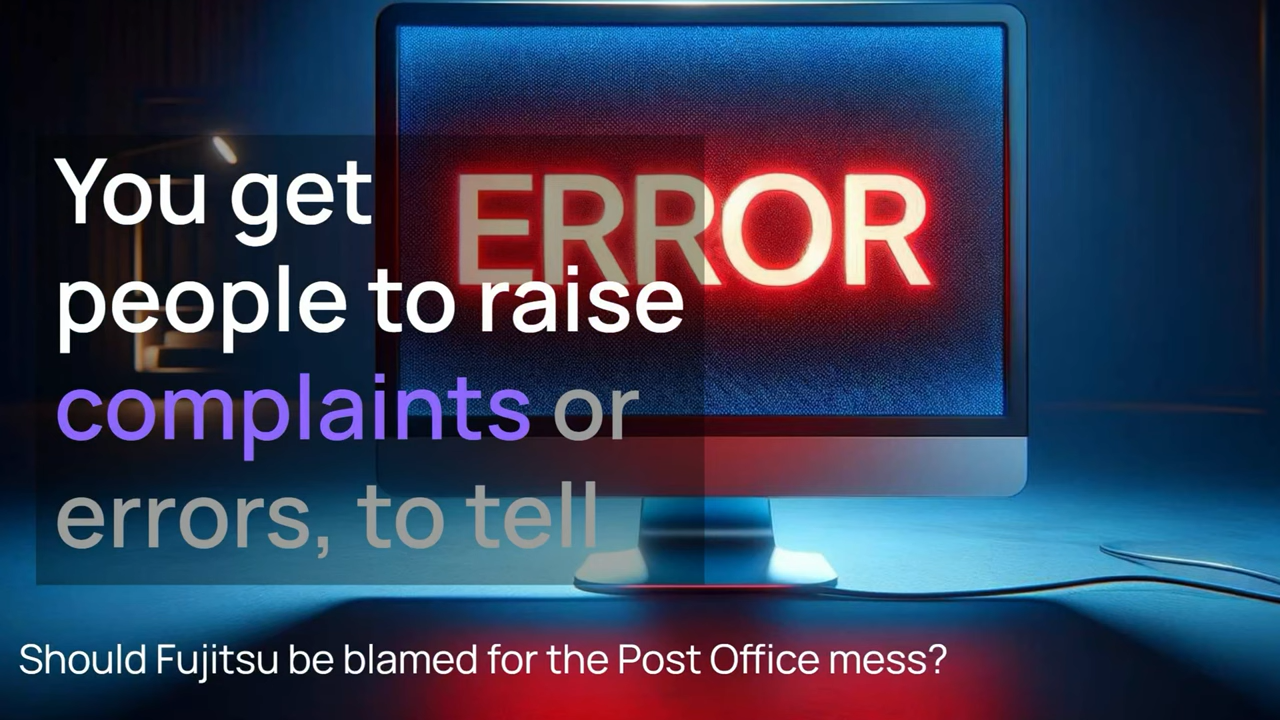 ERROR
You get
people to raise
complaints or
errors, to tell
Should Fujitsu be blamed for the Post Office mess?